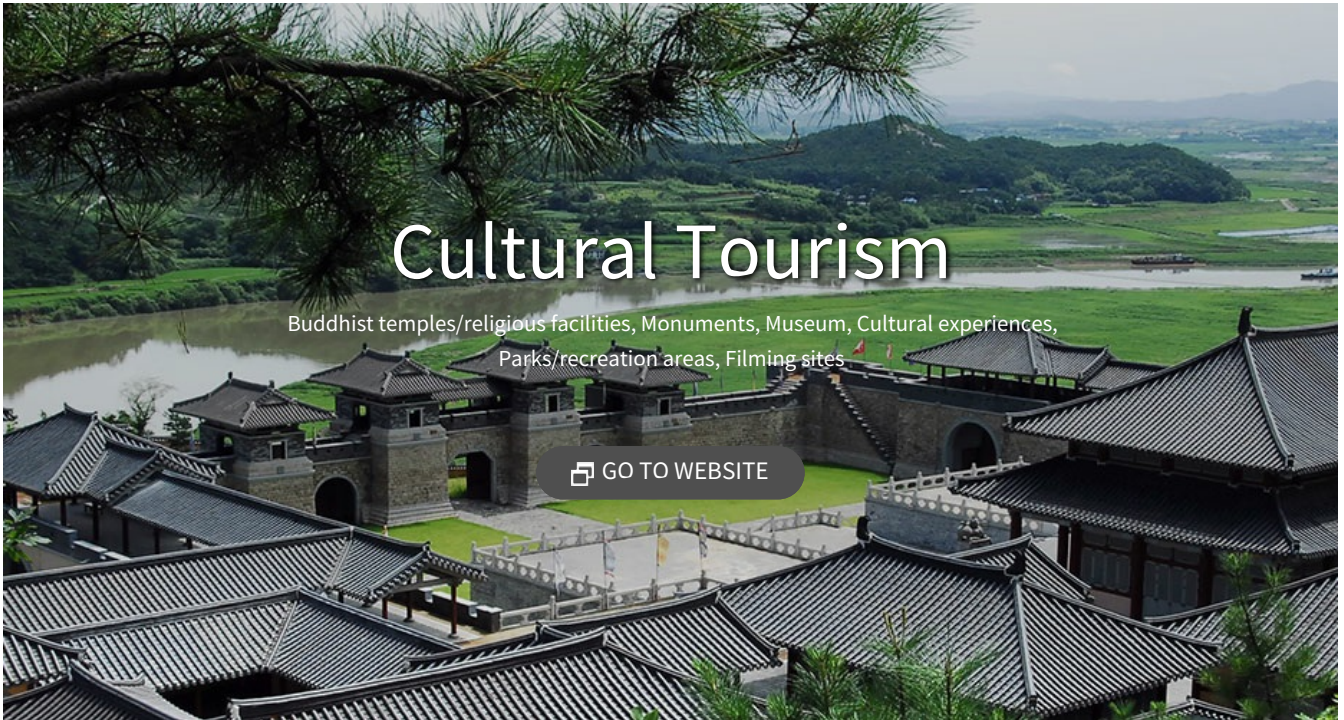 Cultural Tourism
Buddhist temples/religious facilities, Monuments, Museum, Cultural experiences,
Parks/recreation areas, Filming sites
GO TO WEBSITE